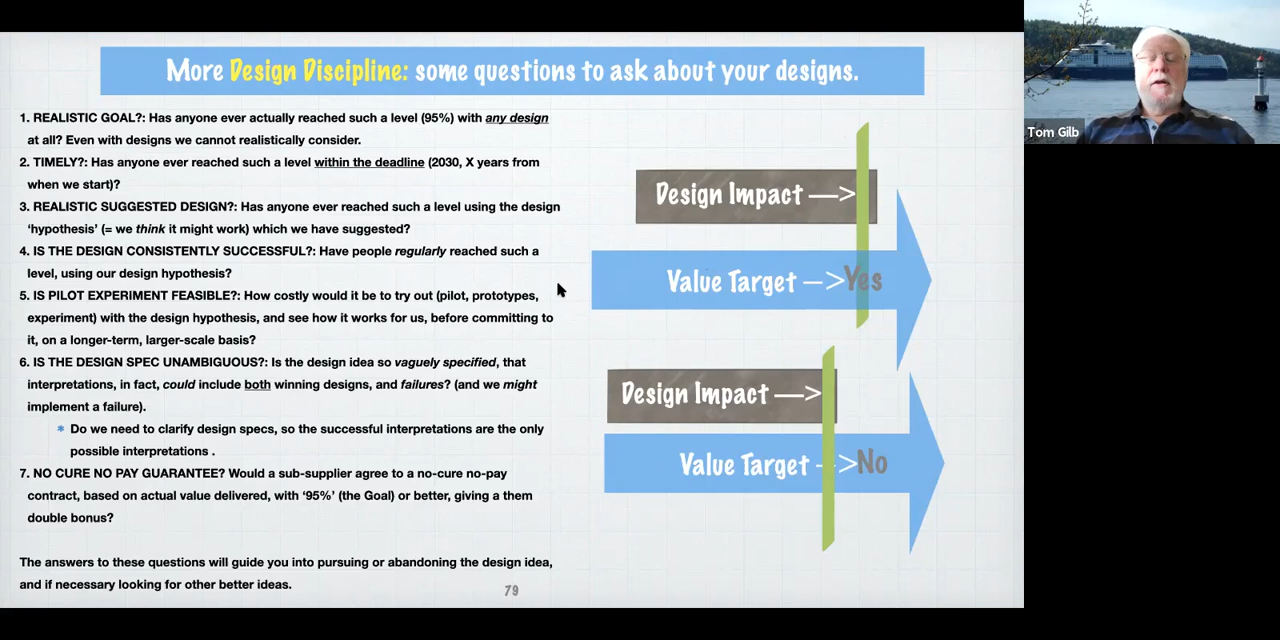 More Design Discipline: some questions to ask about your designs.
1. REALISTIC GOAL?: Has anyone ever actually reached such a level (95%) with any design
at all? Even with designs we cannot realistically consider.
2. TIMELY?: Has anyone ever reached such a level within the deadline (2030, X years from
when we start)?
3. REALISTIC SUGGESTED DESIGN?: Has anyone ever reached such a level using the design
‘hypothesis’ (= we think it might work) which we have suggested?
4. IS THE DESIGN CONSISTENTLY SUCCESSFUL?: Have people regularly reached such a
level, using our design hypothesis?
5. IS PILOT EXPERIMENT FEASIBLE?: How costly would it be to try out (pilot, prototypes,
experiment) with the design hypothesis, and see how it works for us, before committing to
it, on a longer-term, larger-scale basis?
6. IS THE DESIGN SPEC UNAMBIGUOUS?: Is the design idea so vaguely specified, that
interpretations, in fact, could include both winning designs, and failures? (and we might
implement a failure).
* Do we need to clarify design specs, so the successful interpretations are the only
possible interpretations .
7. NO CURE NO PAY GUARANTEE? Would a sub-supplier agree to a no-cure no-pay
contract, based on actual value delivered, with ‘95%’ (the Goal) or better, giving a them
double bonus?
The answers to these questions will guide you into pursuing or abandoning the design idea,
and if necessary looking for other better ideas.
79
Design Impact —>
Value Target —>Yes
Design Impact —>
Value Target —>No
Tom Gilb